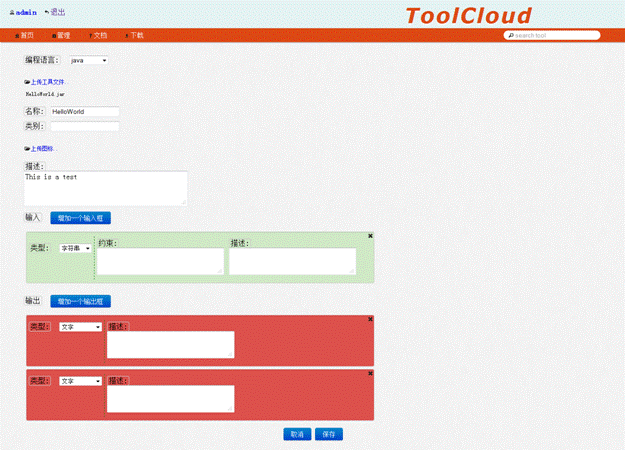 admin 退出
ToolCloud
首页 管理 文档 下载 search tool
编程语言: java
上传工具文件...
HelloWorld.jar
名称: HelloWorld
类别:
上传图标...
描述:
This is a test
输入 增加一个输入框
类型: 字符串 约束: 描述:
输出 增加一个输出框
类型: 文字 描述:
类型: 文字 描述:
取消 保存